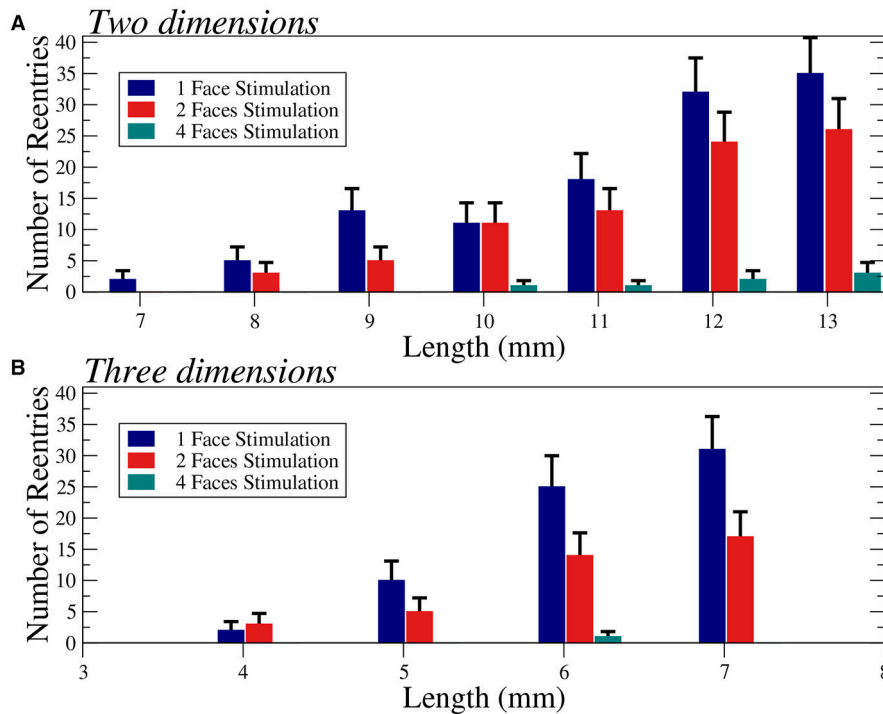 A
Two dimensions
Number of Reentries
40
35
30
25
20
15
10
5
0
1 Face Stimulation
2 Faces Stimulation
4 Faces Stimulation
7 8 9 10 11 12 13
Length (mm)
B
Three dimensions
Number of Reentries
40
35
30
25
20
15
10
5
0
1 Face Stimulation
2 Faces Stimulation
4 Faces Stimulation
3 4 5 6 7 8
Length (mm)